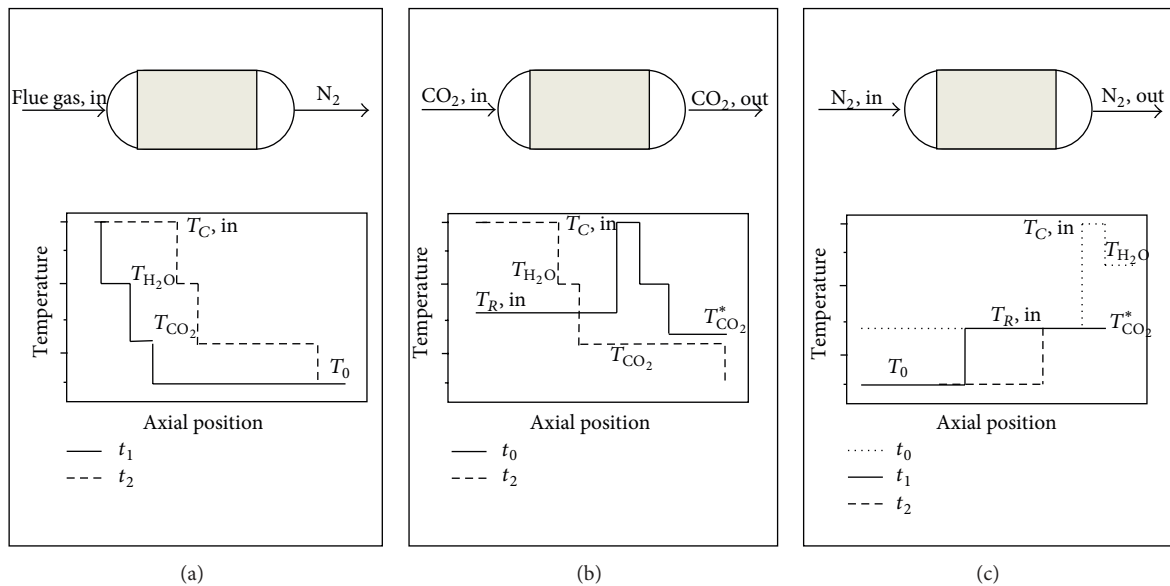 Flue gas, in
N₂
Temperature
T_C, in
T_H₂O
T_CO₂
T₀
Axial position
t₁
t₂
(a)
CO₂, in
CO₂, out
Temperature
T_C, in
T_H₂O
T_R, in
T*_CO₂
T_CO₂
Axial position
t₀
t₂
(b)
N₂, in
N₂, out
Temperature
T_C, in
T_H₂O
T_R, in
T*_CO₂
T₀
Axial position
t₀
t₁
t₂
(c)